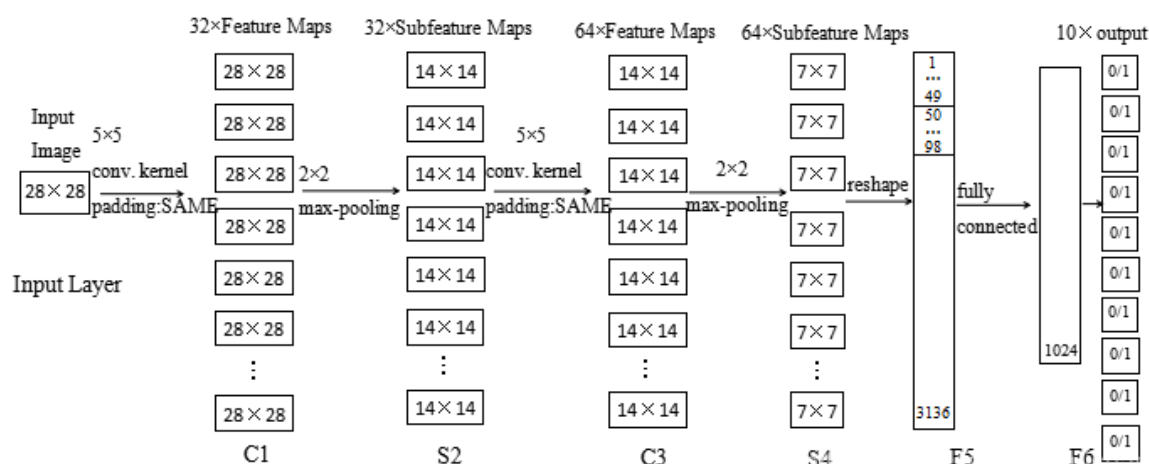 32×Feature Maps
32×Subfeature Maps
64×Feature Maps
64×Subfeature Maps
10× output
Input
Image
28×28
Input Layer
5×5
conv. kernel
padding:SAME
28×28
28×28
28×28
28×28
28×28
28×28
⋮
28×28
C1
2×2
max-pooling
14×14
14×14
14×14
14×14
14×14
14×14
⋮
14×14
S2
5×5
conv. kernel
padding:SAME
14×14
14×14
14×14
14×14
14×14
14×14
⋮
14×14
C3
2×2
max-pooling
7×7
7×7
7×7
7×7
7×7
7×7
⋮
7×7
S4
reshape
1
...
49
50
...
98
3136
F5
fully
connected
1024
F6
0/1
0/1
0/1
0/1
0/1
0/1
0/1
0/1
0/1
0/1